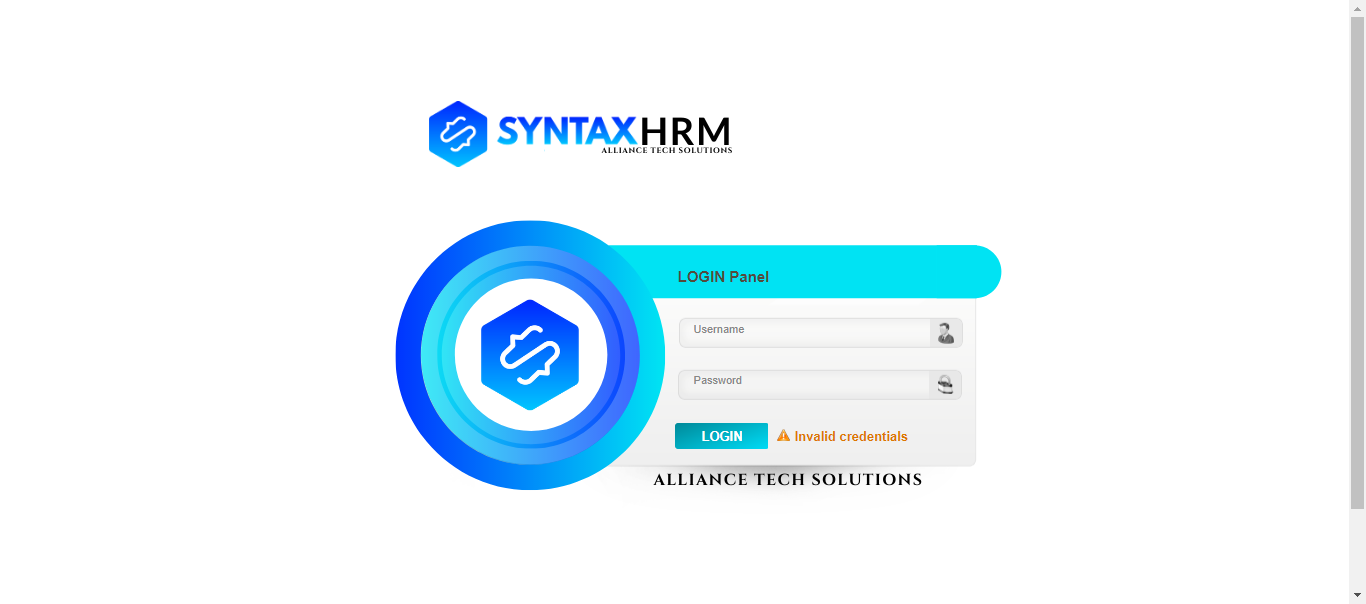 SYNTAXHRM
ALLIANCE TECH SOLUTIONS
LOGIN Panel
Username
Password
LOGIN
Invalid credentials
ALLIANCE TECH SOLUTIONS